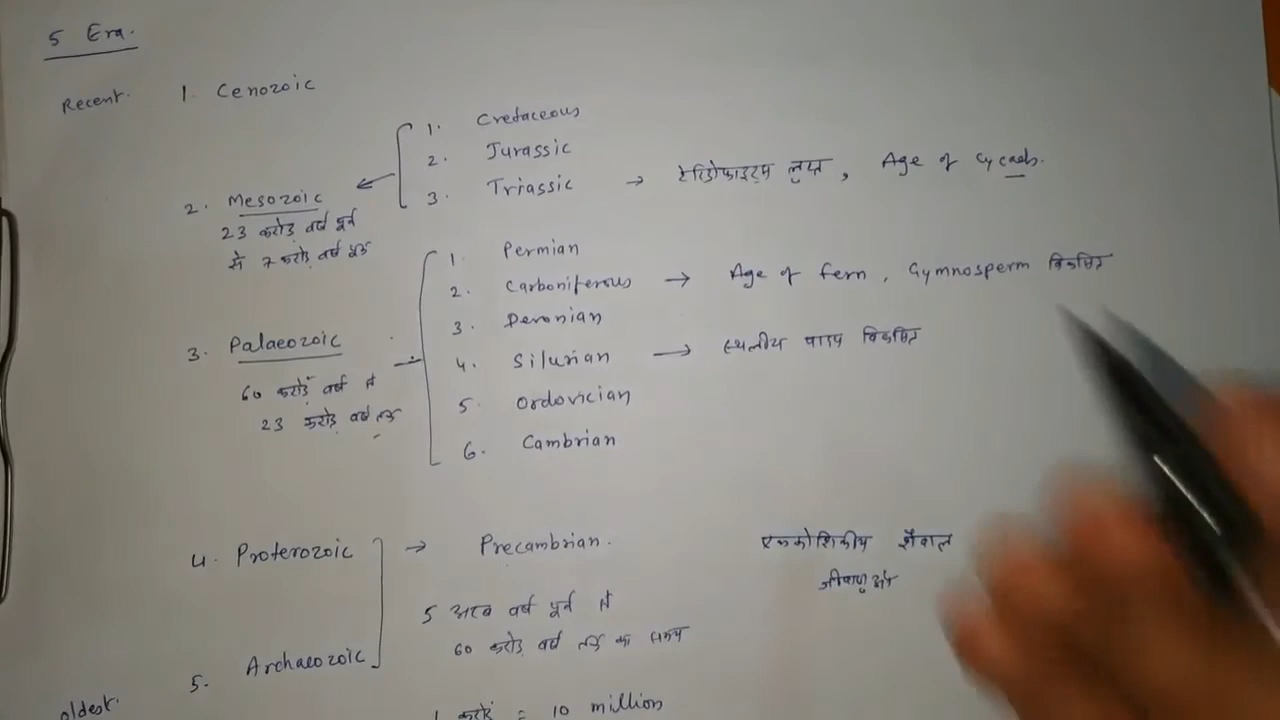 5 Era.
Recent. 1. Cenozoic
1. Cretaceous
2. Jurassic
3. Triassic → टेरिडोफाइट्स लुप्त, Age of Cycads.
2. Mesozoic
23 करोड़ वर्ष पूर्व
से 7 करोड़ वर्ष पूर्व
1. Permian
2. Carboniferous → Age of fern, Gymnosperm विकसित
3. Devonian
3. Palaeozoic
4. Silurian → स्थलीय पादप विकसित
60 करोड़ वर्ष से
23 करोड़ वर्ष तक
5. Ordovician
6. Cambrian
4. Proterozoic → Precambrian. एककोशिकीय शैवाल
जीवाणु और
5 अरब वर्ष पूर्व से
60 करोड़ वर्ष तक का समय
5. Archaeozoic
oldest.
1 करोड़ = 10 million